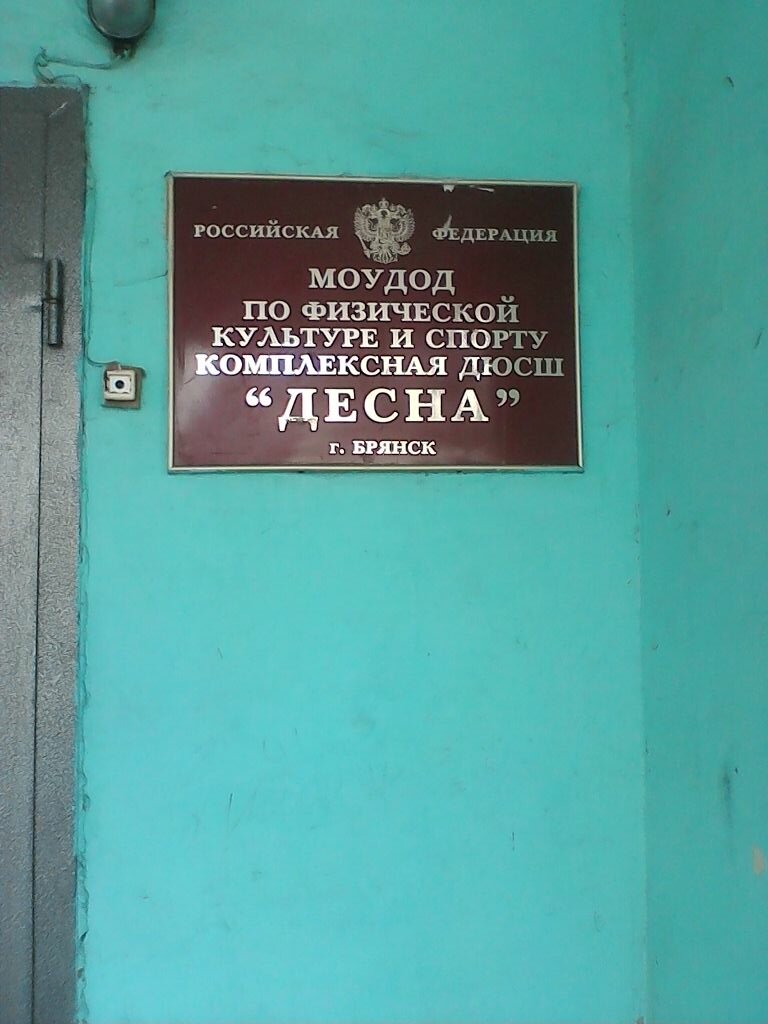 РОССИЙСКАЯ ФЕДЕРАЦИЯ
МОУДОД
ПО ФИЗИЧЕСКОЙ
КУЛЬТУРЕ И СПОРТУ
КОМПЛЕКСНАЯ ДЮСШ
“ДЕСНА”
г. БРЯНСК